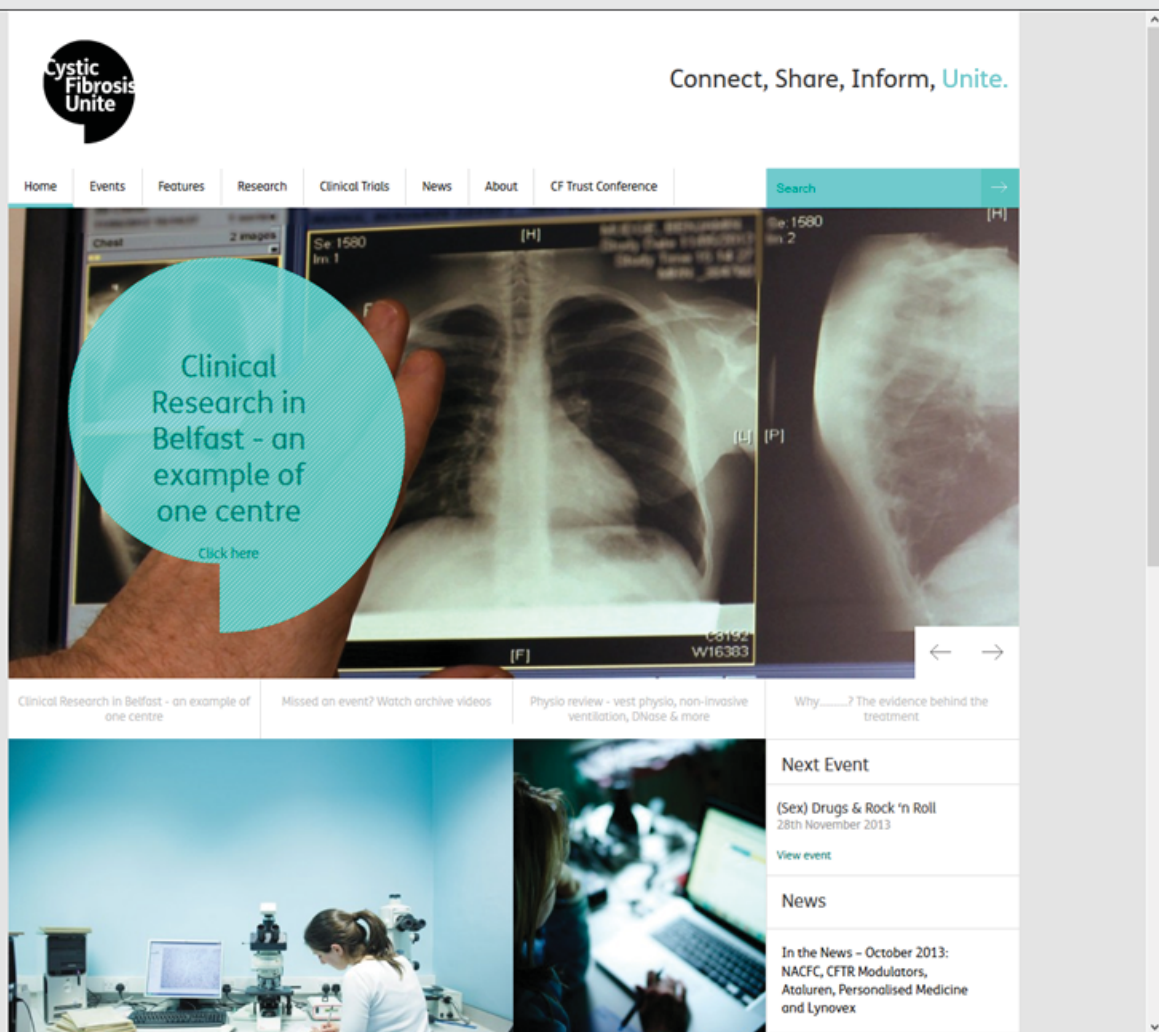 Cystic
Fibrosis
Unite
Connect, Share, Inform, Unite.
Home Events Features Research Clinical Trials News About CF Trust Conference Search
Chest 2 images
Se: 1580
Im: 1
[H]
Se: 1580
Im: 2
[H]
[L] [P]
[F]
C8192
W16383
Clinical
Research in
Belfast - an
example of
one centre
Click here
Clinical Research in Belfast - an example of
one centre
Missed an event? Watch archive videos
Physio review - vest physio, non-invasive
ventilation, DNase & more
Why.........? The evidence behind the
treatment
Next Event
(Sex) Drugs & Rock 'n Roll
28th November 2013
View event
News
In the News – October 2013:
NACFC, CFTR Modulators,
Ataluren, Personalised Medicine
and Lynovex